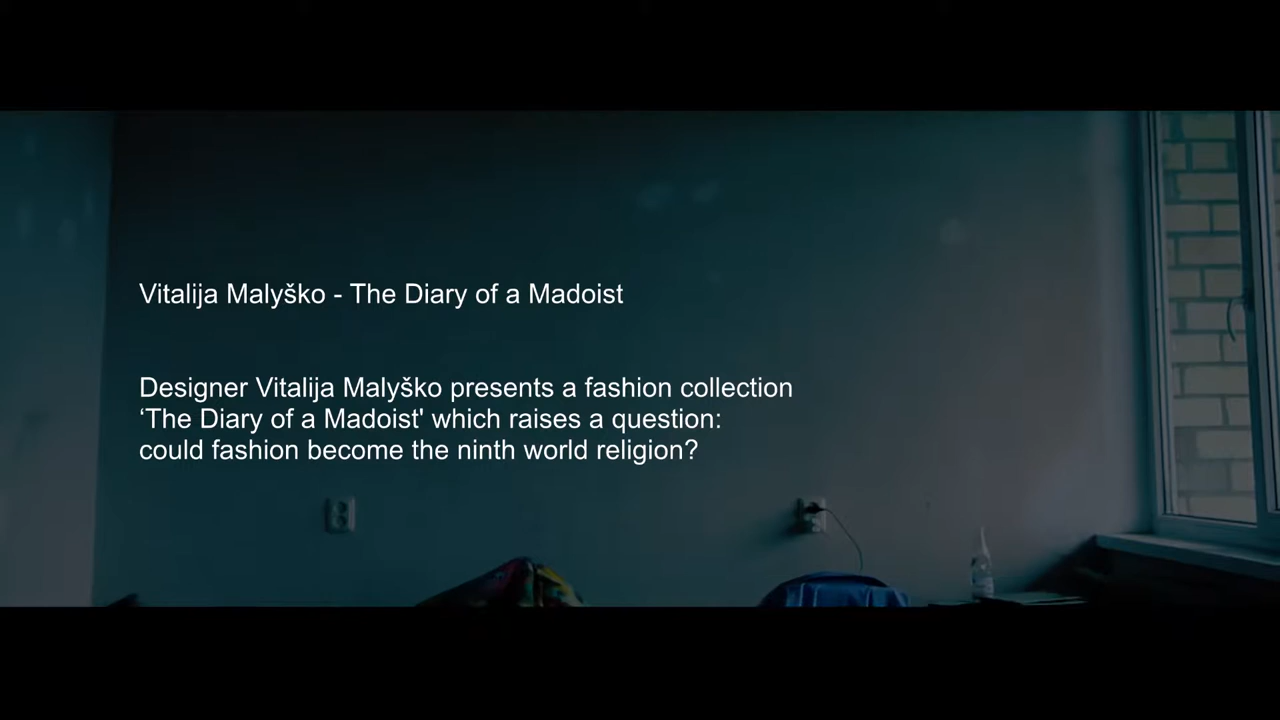 Vitalija Malyško - The Diary of a Madoist
Designer Vitalija Malyško presents a fashion collection
‘The Diary of a Madoist' which raises a question:
could fashion become the ninth world religion?